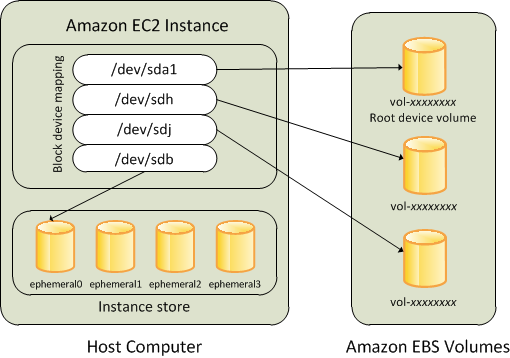 Amazon EC2 Instance
Block device mapping
/dev/sda1
/dev/sdh
/dev/sdj
/dev/sdb
ephemeral0 ephemeral1 ephemeral2 ephemeral3
Instance store
Host Computer
vol-xxxxxxxx
Root device volume
vol-xxxxxxxx
vol-xxxxxxxx
Amazon EBS Volumes